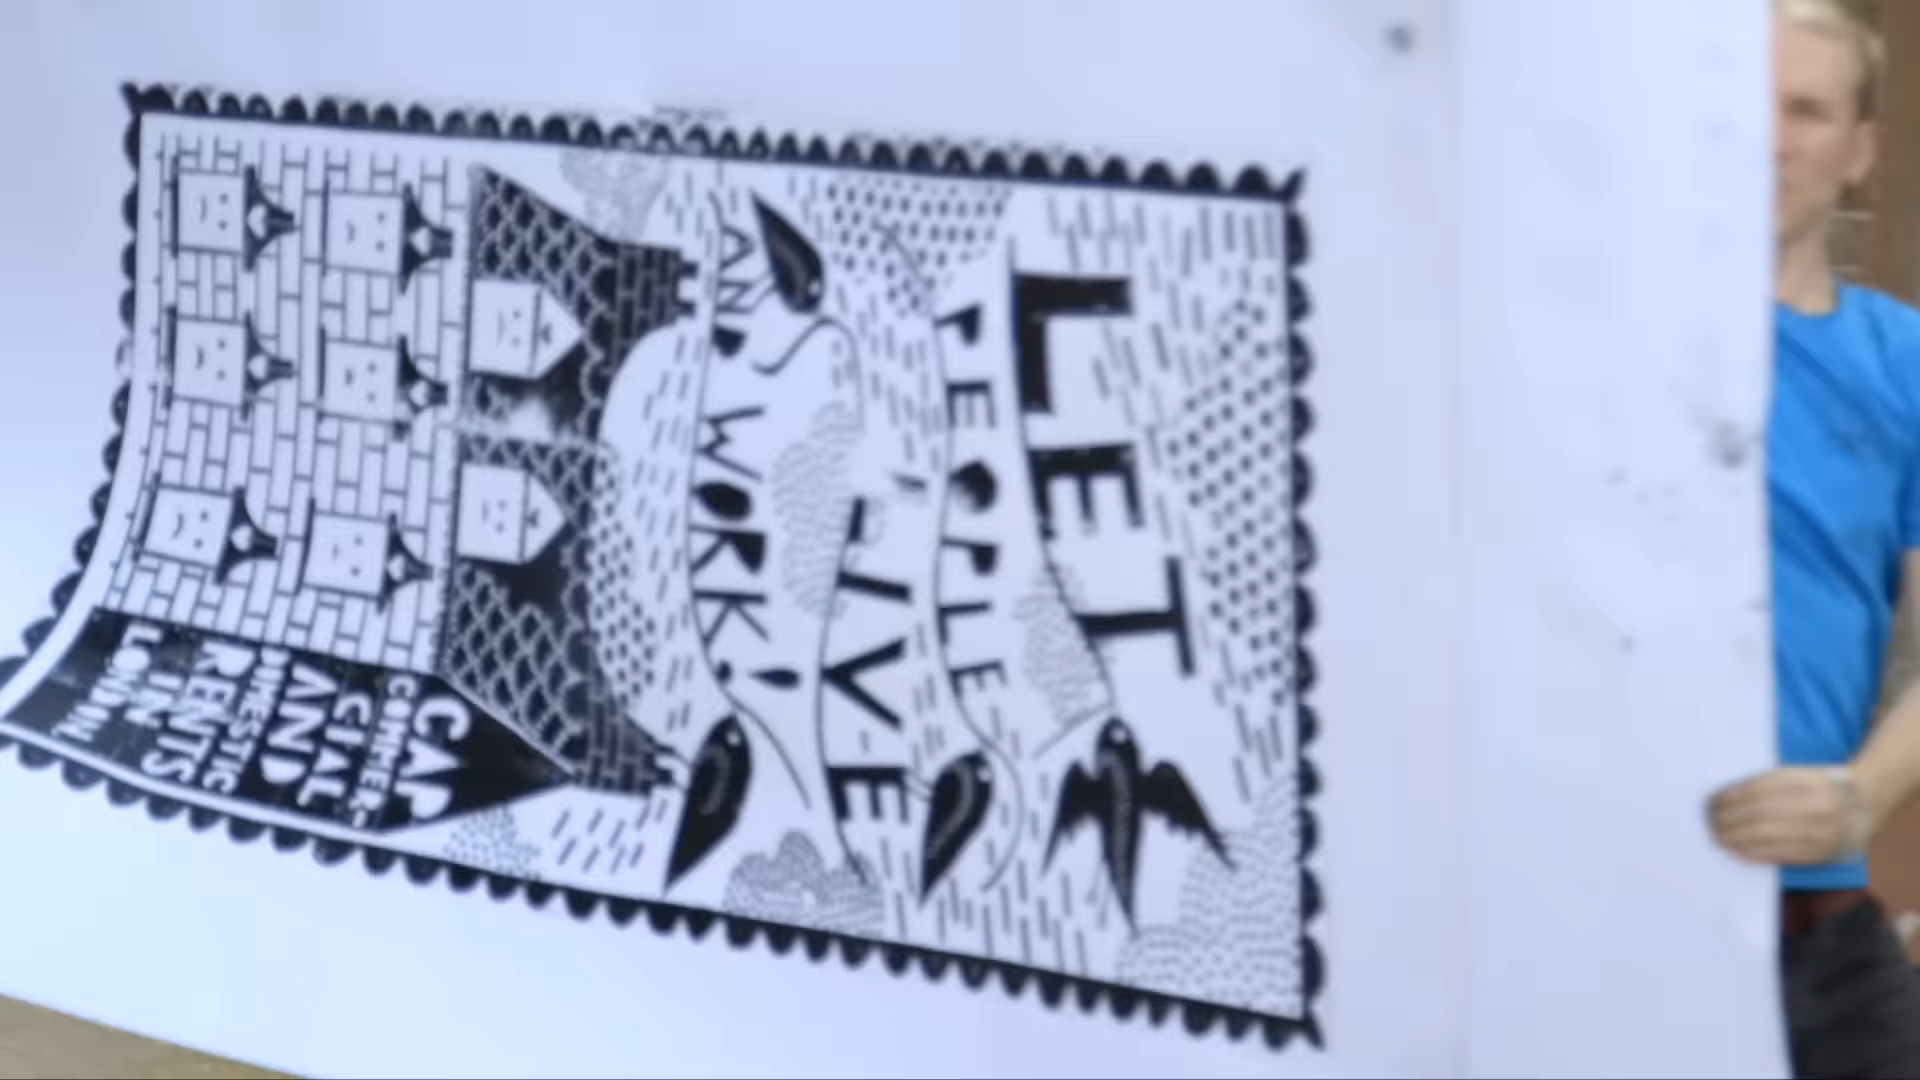 LET
PEOPLE
LIVE
AND WORK!
CAP
COMMER-
CIAL
AND
DOMESTIC
RENTS
IN
LONDON